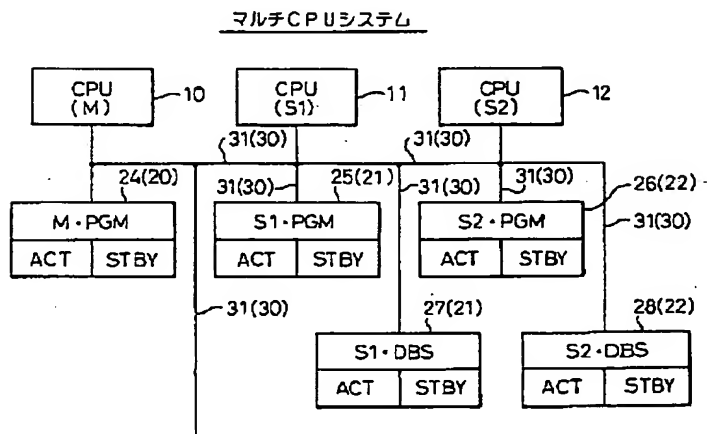 マルチCPUシステム
CPU
(M)
10
CPU
(S1)
11
CPU
(S2)
12
31(30)
31(30)
24(20)
31(30)
25(21)
31(30)
31(30)
26(22)
M・PGM
ACT STBY
S1・PGM
ACT STBY
S2・PGM
ACT STBY
31(30)
31(30)
27(21)
28(22)
S1・DBS
ACT STBY
S2・DBS
ACT STBY